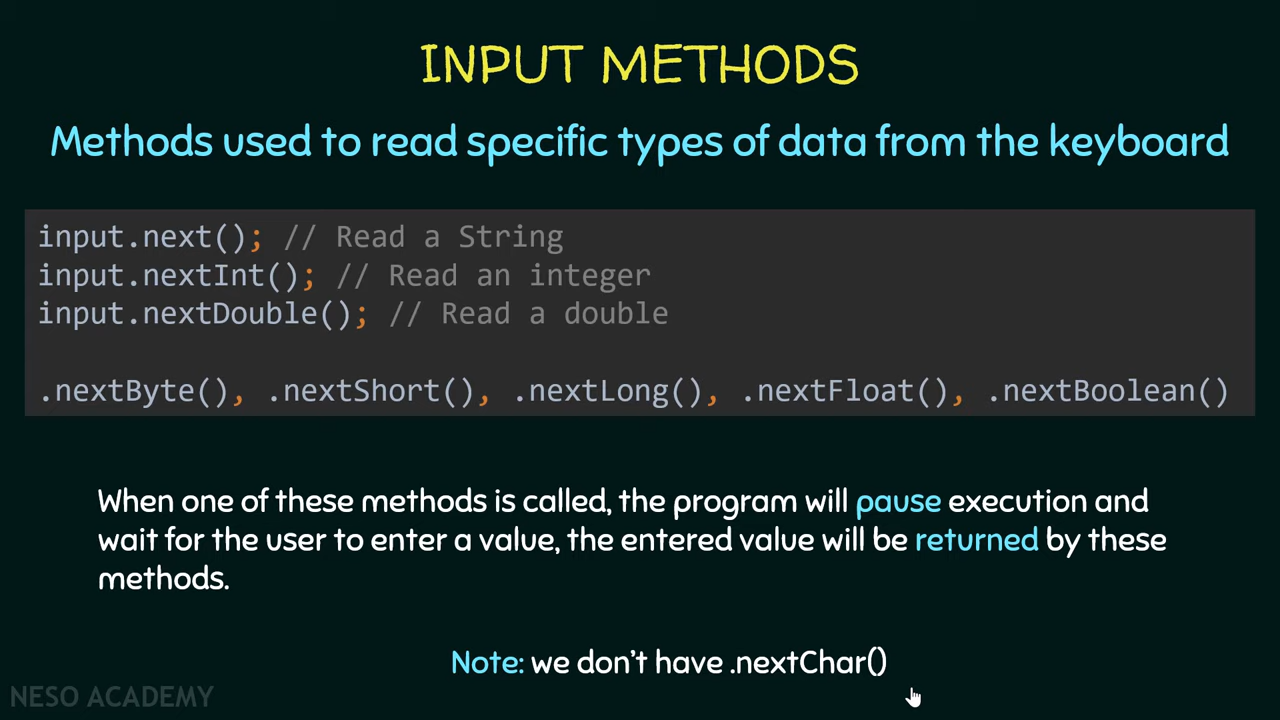 INPUT METHODS
Methods used to read specific types of data from the keyboard
input.next(); // Read a String
input.nextInt(); // Read an integer
input.nextDouble(); // Read a double
.nextByte(), .nextShort(), .nextLong(), .nextFloat(), .nextBoolean()
When one of these methods is called, the program will pause execution and
wait for the user to enter a value, the entered value will be returned by these
methods.
Note: we don't have .nextChar()
NESO ACADEMY